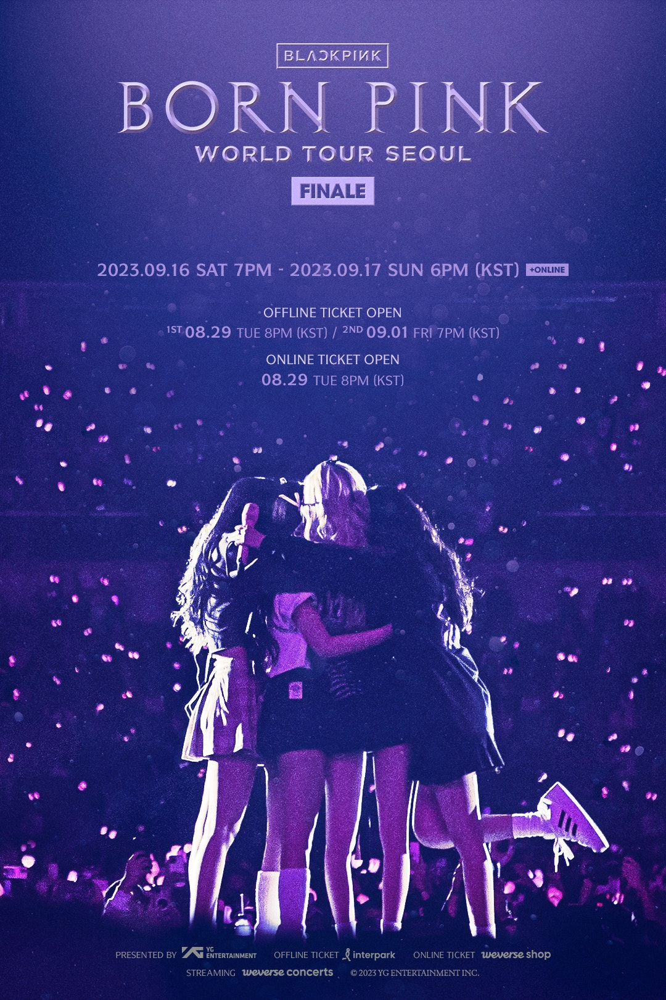 BLACKPINK
BORN PINK
WORLD TOUR SEOUL
FINALE
2023.09.16 SAT 7PM - 2023.09.17 SUN 6PM (KST) +ONLINE
OFFLINE TICKET OPEN
1ST 08.29 TUE 8PM (KST) / 2ND 09.01 FRI 7PM (KST)
ONLINE TICKET OPEN
08.29 TUE 8PM (KST)
PRESENTED BY YG ENTERTAINMENT OFFLINE TICKET interpark ONLINE TICKET weverse shop
STREAMING weverse concerts © 2023 YG ENTERTAINMENT INC.